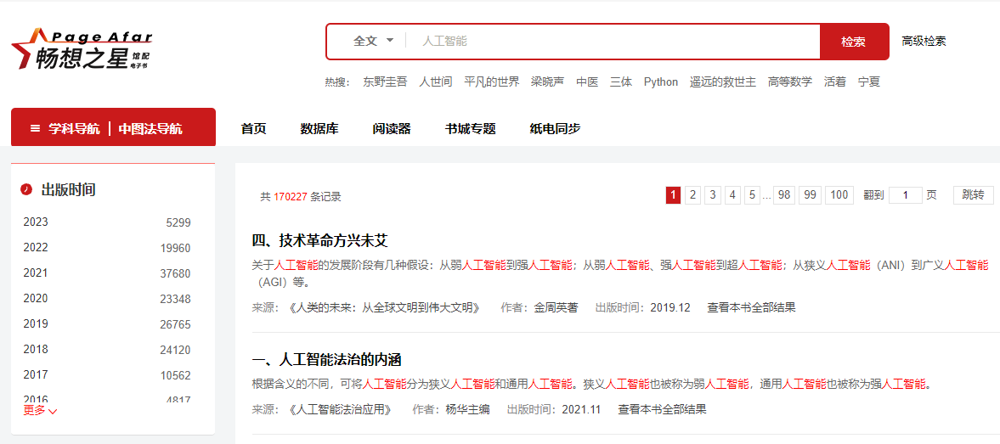 Page Afar
畅想之星 馆配
电子书
全文 人工智能 检索 高级检索
热搜： 东野圭吾 人世间 平凡的世界 梁晓声 中医 三体 Python 遥远的救世主 高等数学 活着 宁夏
学科导航 | 中图法导航 首页 数据库 阅读器 书城专题 纸电同步
出版时间
2023 5299
2022 19960
2021 37680
2020 23348
2019 26765
2018 24120
2017 10562
2016 4817
更多
共 170227 条记录 1 2 3 4 5 ... 98 99 100 翻到 1 页 跳转
四、技术革命方兴未艾
关于人工智能的发展阶段有几种假设：从弱人工智能到强人工智能；从弱人工智能、强人工智能到超人工智能；从狭义人工智能（ANI）到广义人工智能
（AGI）等。
来源：《人类的未来：从全球文明到伟大文明》 作者：金周英著 出版时间：2019.12 查看本书全部结果
一、人工智能法治的内涵
根据含义的不同，可将人工智能分为狭义人工智能和通用人工智能。狭义人工智能也被称为弱人工智能，通用人工智能也被称为强人工智能。
来源：《人工智能法治应用》 作者：杨华主编 出版时间：2021.11 查看本书全部结果